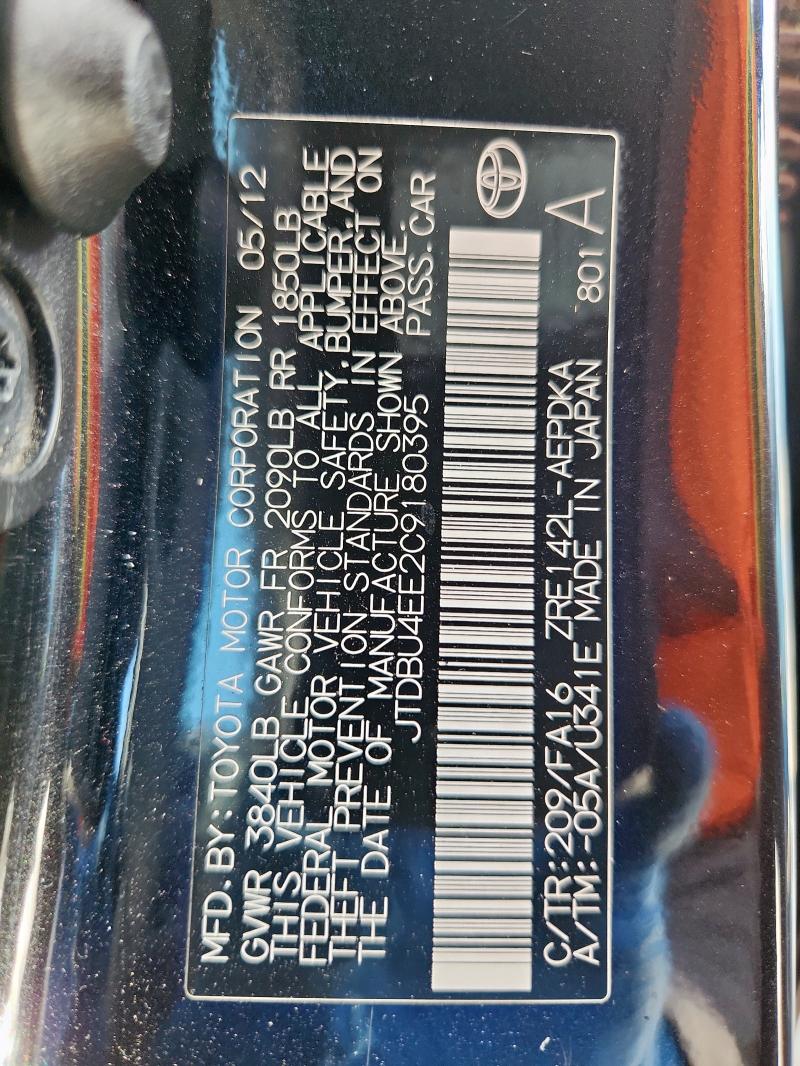 MFD.BY:TOYOTA MOTOR CORPORATION 05/12
GVWR 3840LB GAWR FR 2090LB RR 1850LB
THIS VEHICLE CONFORMS TO ALL APPLICABLE
FEDERAL MOTOR VEHICLE SAFETY,BUMPER,AND
THEFT PREVENTION STANDARDS IN EFFECT ON
THE DATE OF MANUFACTURE SHOWN ABOVE.
JTDBU4EE2C9180395 PASS.CAR
C/TR:209/FA16 ZRE142L-AEPDKA
A/TM:-05A/U341E MADE IN JAPAN 801 A